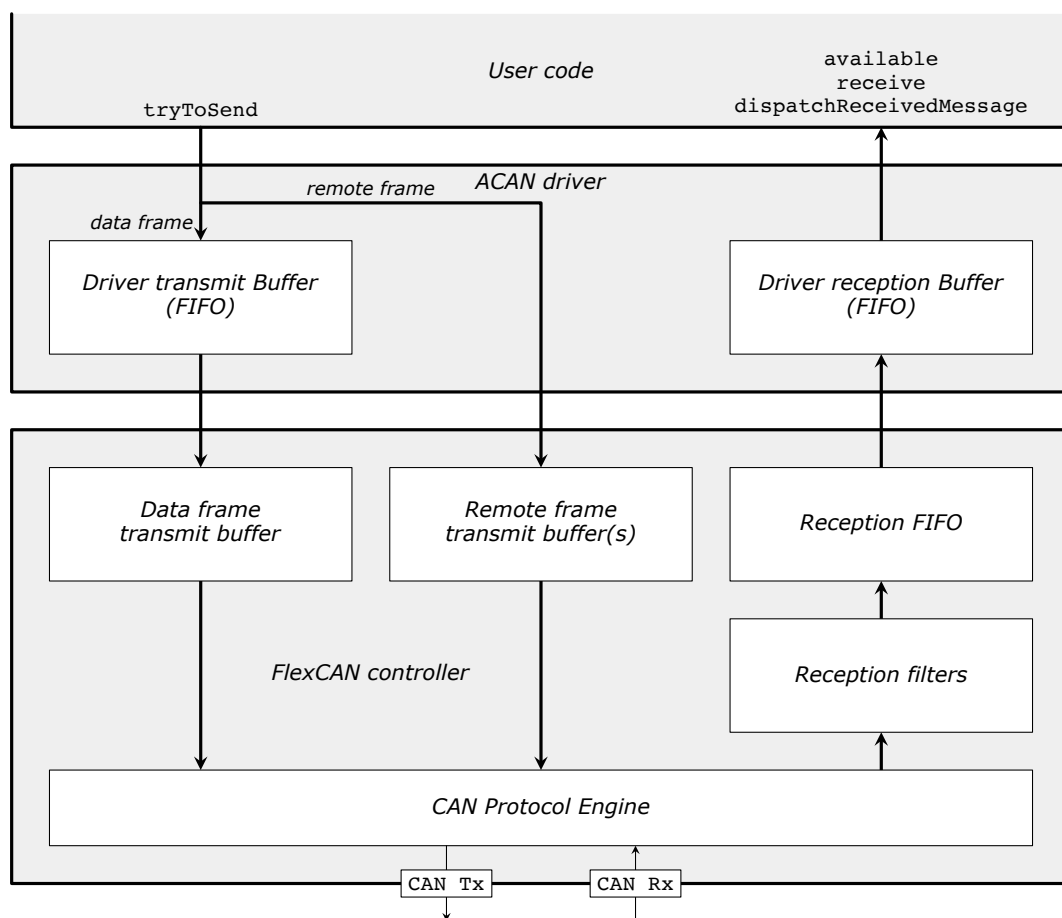 User code
available
receive
dispatchReceivedMessage
tryToSend
ACAN driver
remote frame
data frame
Driver transmit Buffer
(FIFO)
Driver reception Buffer
(FIFO)
Data frame
transmit buffer
Remote frame
transmit buffer(s)
Reception FIFO
FlexCAN controller
Reception filters
CAN Protocol Engine
CAN Tx
CAN Rx